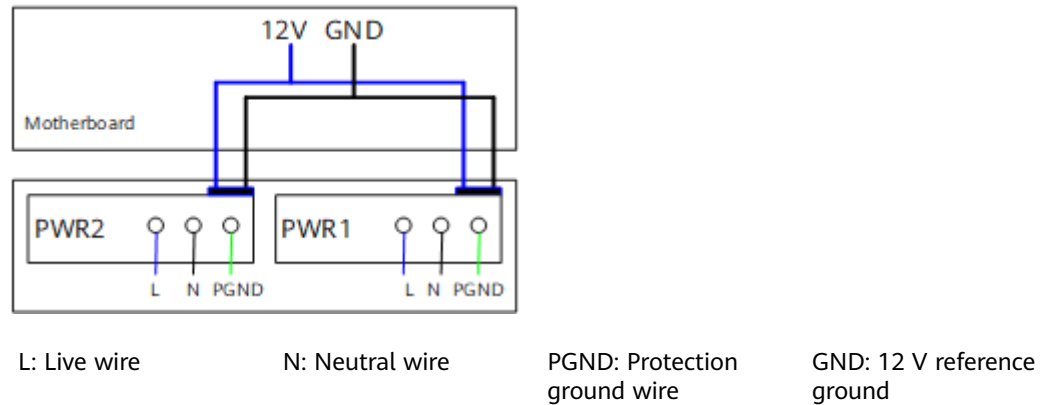 12V GND
Motherboard
PWR2 PWR1
L N PGND L N PGND
L: Live wire N: Neutral wire PGND: Protection GND: 12 V reference
ground wire ground